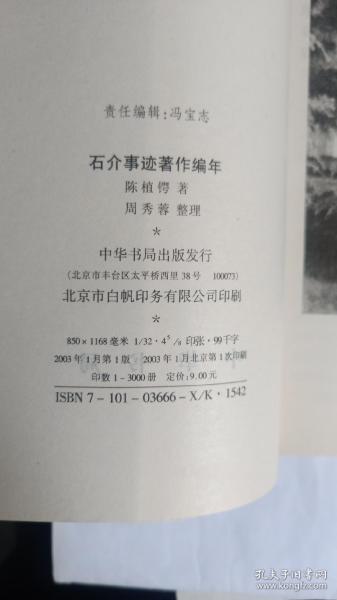 责任编辑：冯宝志
石介事迹著作编年
陈植锷 著
周秀蓉 整理
*
中华书局出版发行
(北京市丰台区太平桥西里38号 100073)
北京市白帆印务有限公司印刷
*
850×1168毫米 1/32·4⅝印张·99千字
2003年1月第1版 2003年1月北京第1次印刷
印数1-3000册 定价:9.00元
ISBN 7-101-03666-X/K·1542
孔夫子旧书网